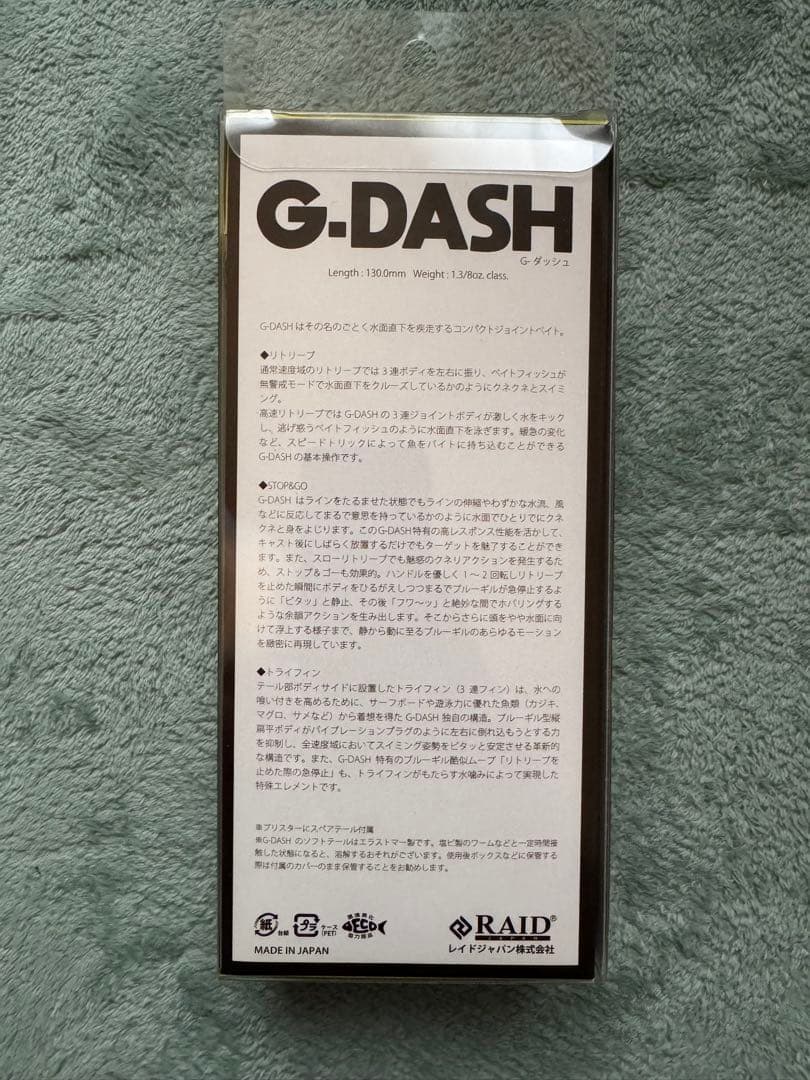 G-DASH
G-ダッシュ
Length : 130.0mm Weight : 1.3/8oz. class.
G-DASHはその名のごとく水面直下を疾走するコンパクトジョイントベイト。
◆リトリーブ
通常速度域のリトリーブでは3連ボディを左右に振り、ベイトフィッシュが
無警戒モードで水面直下をクルーズしているかのようにクネクネとスイミ
ング。
高速リトリーブではG-DASHの3連ジョイントボディが激しく水をキック
し、逃げ惑うベイトフィッシュのように水面直下を泳ぎます。緩急の変化
など、スピードトリックによって魚をバイトに持ち込むことができる
G-DASHの基本操作です。
◆STOP&GO
G-DASHはラインをたるませた状態でもラインの伸縮やわずかな水流、風
などに反応してまるで意思を持っているかのように水面でひとりでにクネ
クネと身をよじります。このG-DASH特有の高レスポンス性能を活かして、
キャスト後にしばらく放置するだけでもターゲットを魅了することができ
ます。また、スローリトリーブでも魅惑のクネリアクションを発生するた
め、ストップ&ゴーも効果的。ハンドルを優しく1〜2回転しリトリーブ
を止めた瞬間にボディをひるがえしつつまるでブルーギルが急停止するよ
うに「ピタッ」と静止、その後「フワ〜ッ」と絶妙な間でホバリングする
ような余韻アクションを生み出します。そこからさらに頭をやや水面に向
けて浮上する様子まで、静から動に至るブルーギルのあらゆるモーション
を緻密に再現しています。
◆トライフィン
テール部ボディサイドに設置したトライフィン(3連フィン)は、水への
喰い付きを高めるために、サーフボードや遊泳力に優れた魚類(カジキ、
マグロ、サメなど)から着想を得たG-DASH独自の構造。ブルーギル型縦
扁平ボディがバイブレーションプラグのように左右に倒れ込もうとする力
を抑制し、全速度域においてスイミング姿勢をピタッと安定させる革新的
な構造です。また、G-DASH特有のブルーギル酷似ムーブ「リトリーブを
止めた際の急停止」も、トライフィンがもたらす水噛みによって実現した
特殊エレメントです。
※ブリスターにスペアテール付属
※G-DASHのソフトテールはエラストマー製です。塩ビ製のワームなどと一定時間接
触した状態になると、溶解するおそれがございます。使用後ボックスなどに保管する
際は付属のカバーのまま保管することをお勧めします。
紙 台紙 プラ ケース(PET) 環境美化 ECO 協力商品
RAID®
JAPAN
MADE IN JAPAN
レイドジャパン株式会社